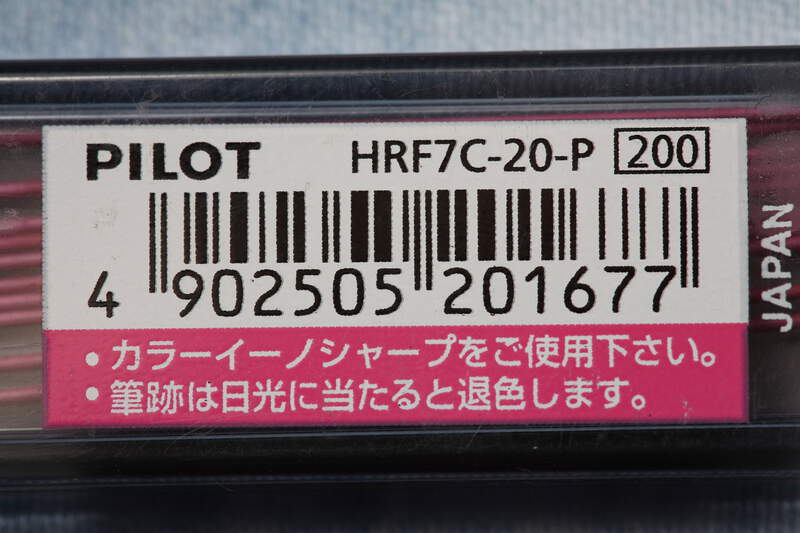 PILOT HRF7C-20-P 200
4 902505 201677
・カラーイーノシャープをご使用下さい。
・筆跡は日光に当たると退色します。
JAPAN